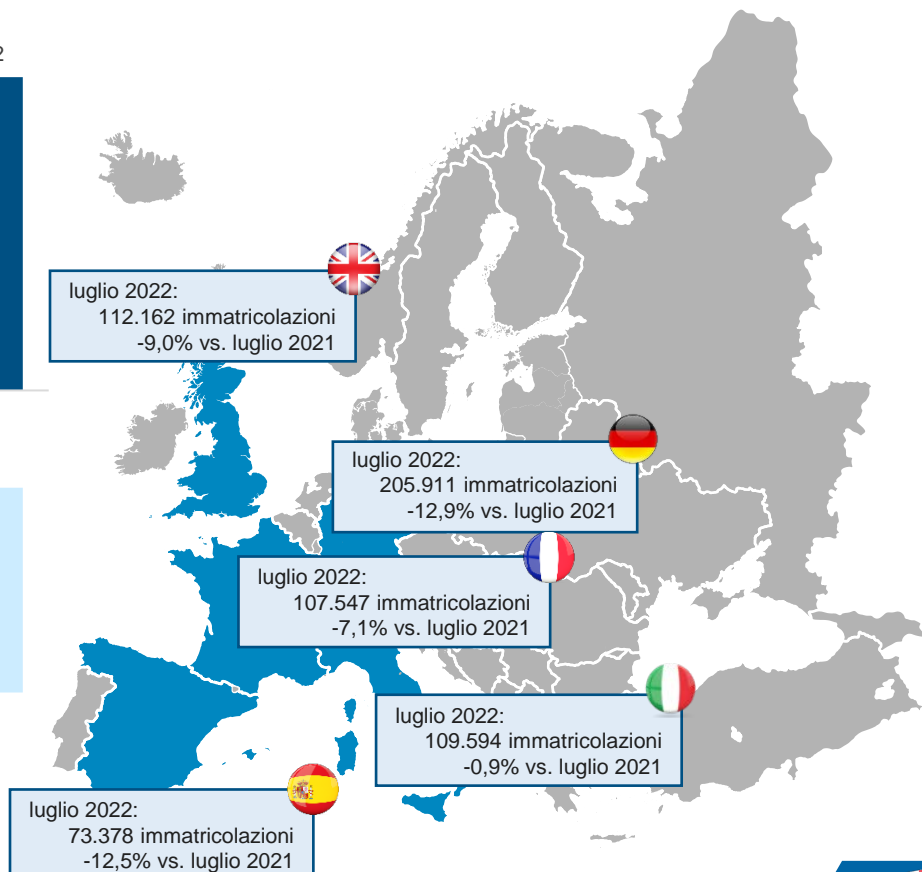 2
luglio 2022:
112.162 immatricolazioni
-9,0% vs. luglio 2021
luglio 2022:
205.911 immatricolazioni
-12,9% vs. luglio 2021
luglio 2022:
107.547 immatricolazioni
-7,1% vs. luglio 2021
luglio 2022:
109.594 immatricolazioni
-0,9% vs. luglio 2021
luglio 2022:
73.378 immatricolazioni
-12,5% vs. luglio 2021